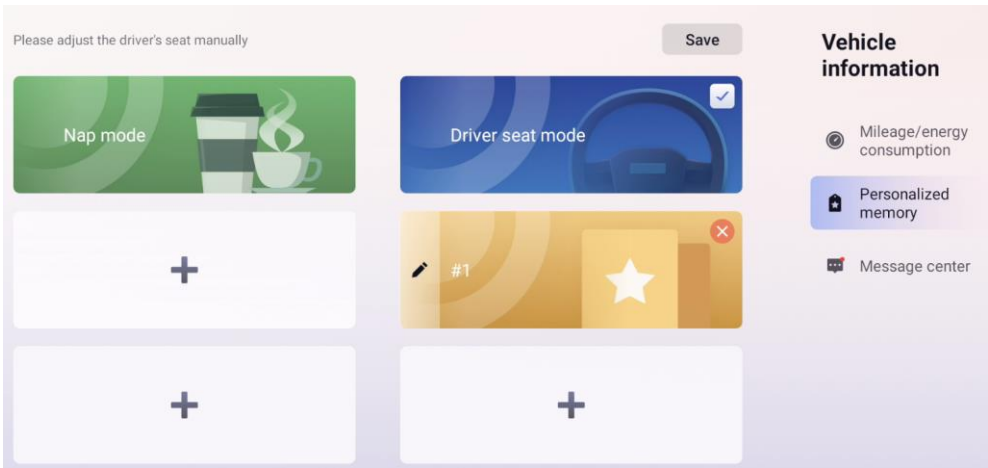 Please adjust the driver's seat manually
Save
Nap mode
Driver seat mode
#1
Vehicle
information
Mileage/energy
consumption
Personalized
memory
Message center